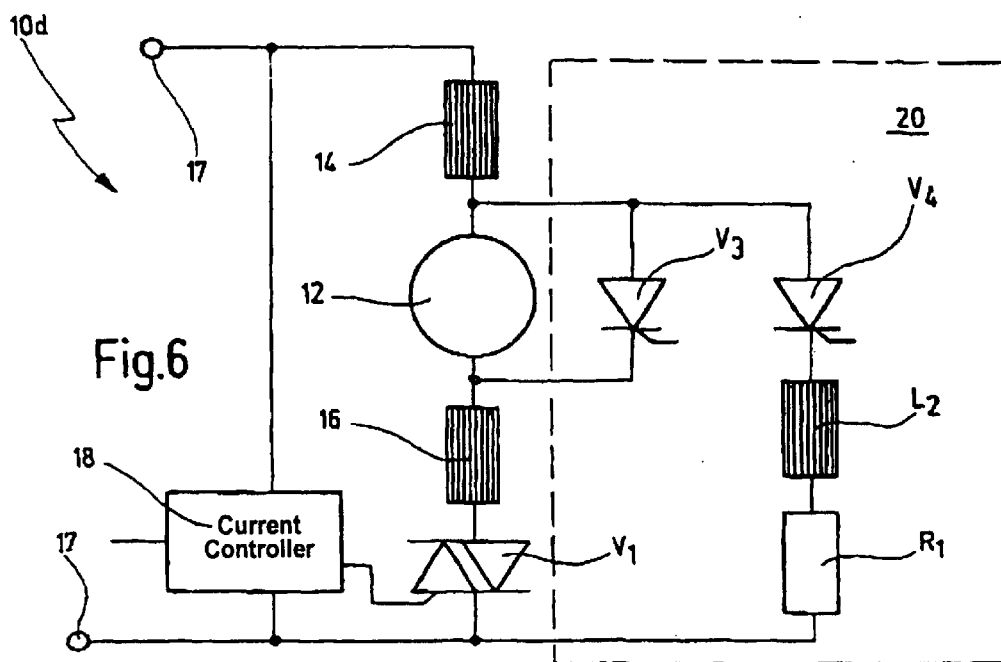 10d
17
14
20
V4
V3
12
Fig.6
L2
16
18
Current
Controller
17
V1
R1